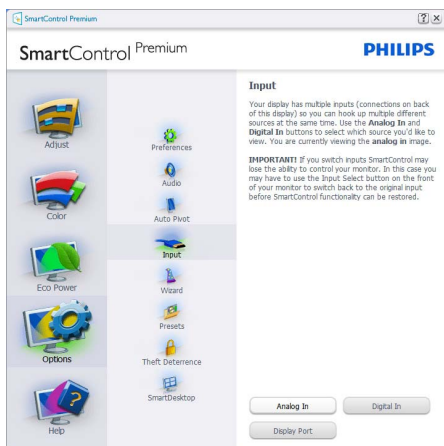 SmartControl Premium
SmartControl Premium
PHILIPS
Adjust
Color
Eco Power
Options
Help
Preferences
Audio
Auto Pivot
Input
Wizard
Presets
Theft Deterrence
SmartDesktop
Input
Your display has multiple inputs (connections on back
of this display) so you can hook up multiple different
sources at the same time. Use the Analog In and
Digital In buttons to select which source you'd like to
view. You are currently viewing the analog in image.
IMPORTANT! If you switch inputs SmartControl may
lose the ability to control your monitor. In this case you
may have to use the Input Select button on the front
of your monitor to switch back to the original input
before SmartControl functionality can be restored.
Analog In
Digital In
Display Port